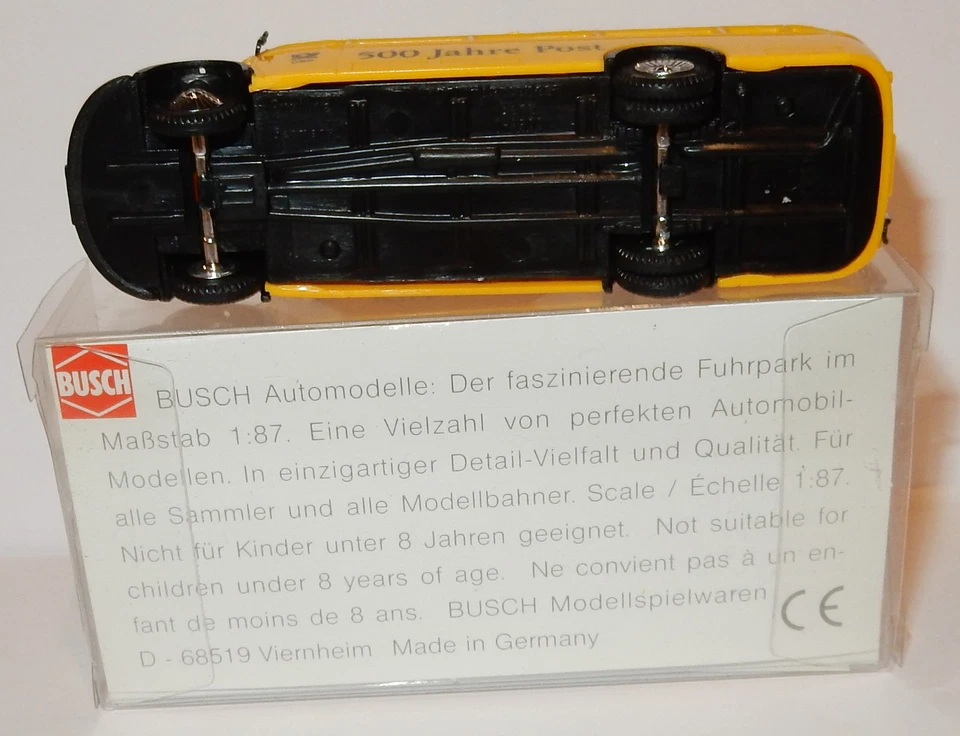 500 Jahre Post
BUSCH
BUSCH Automodelle: Der faszinierende Fuhrpark im
Maßstab 1:87. Eine Vielzahl von perfekten Automobil-
Modellen. In einzigartiger Detail-Vielfalt und Qualität. Für
alle Sammler und alle Modellbahner. Scale / Échelle 1:87.
Nicht für Kinder unter 8 Jahren geeignet. Not suitable for
children under 8 years of age. Ne convient pas à un en-
fant de moins de 8 ans. BUSCH Modellspielwaren
D - 68519 Viernheim Made in Germany
CE